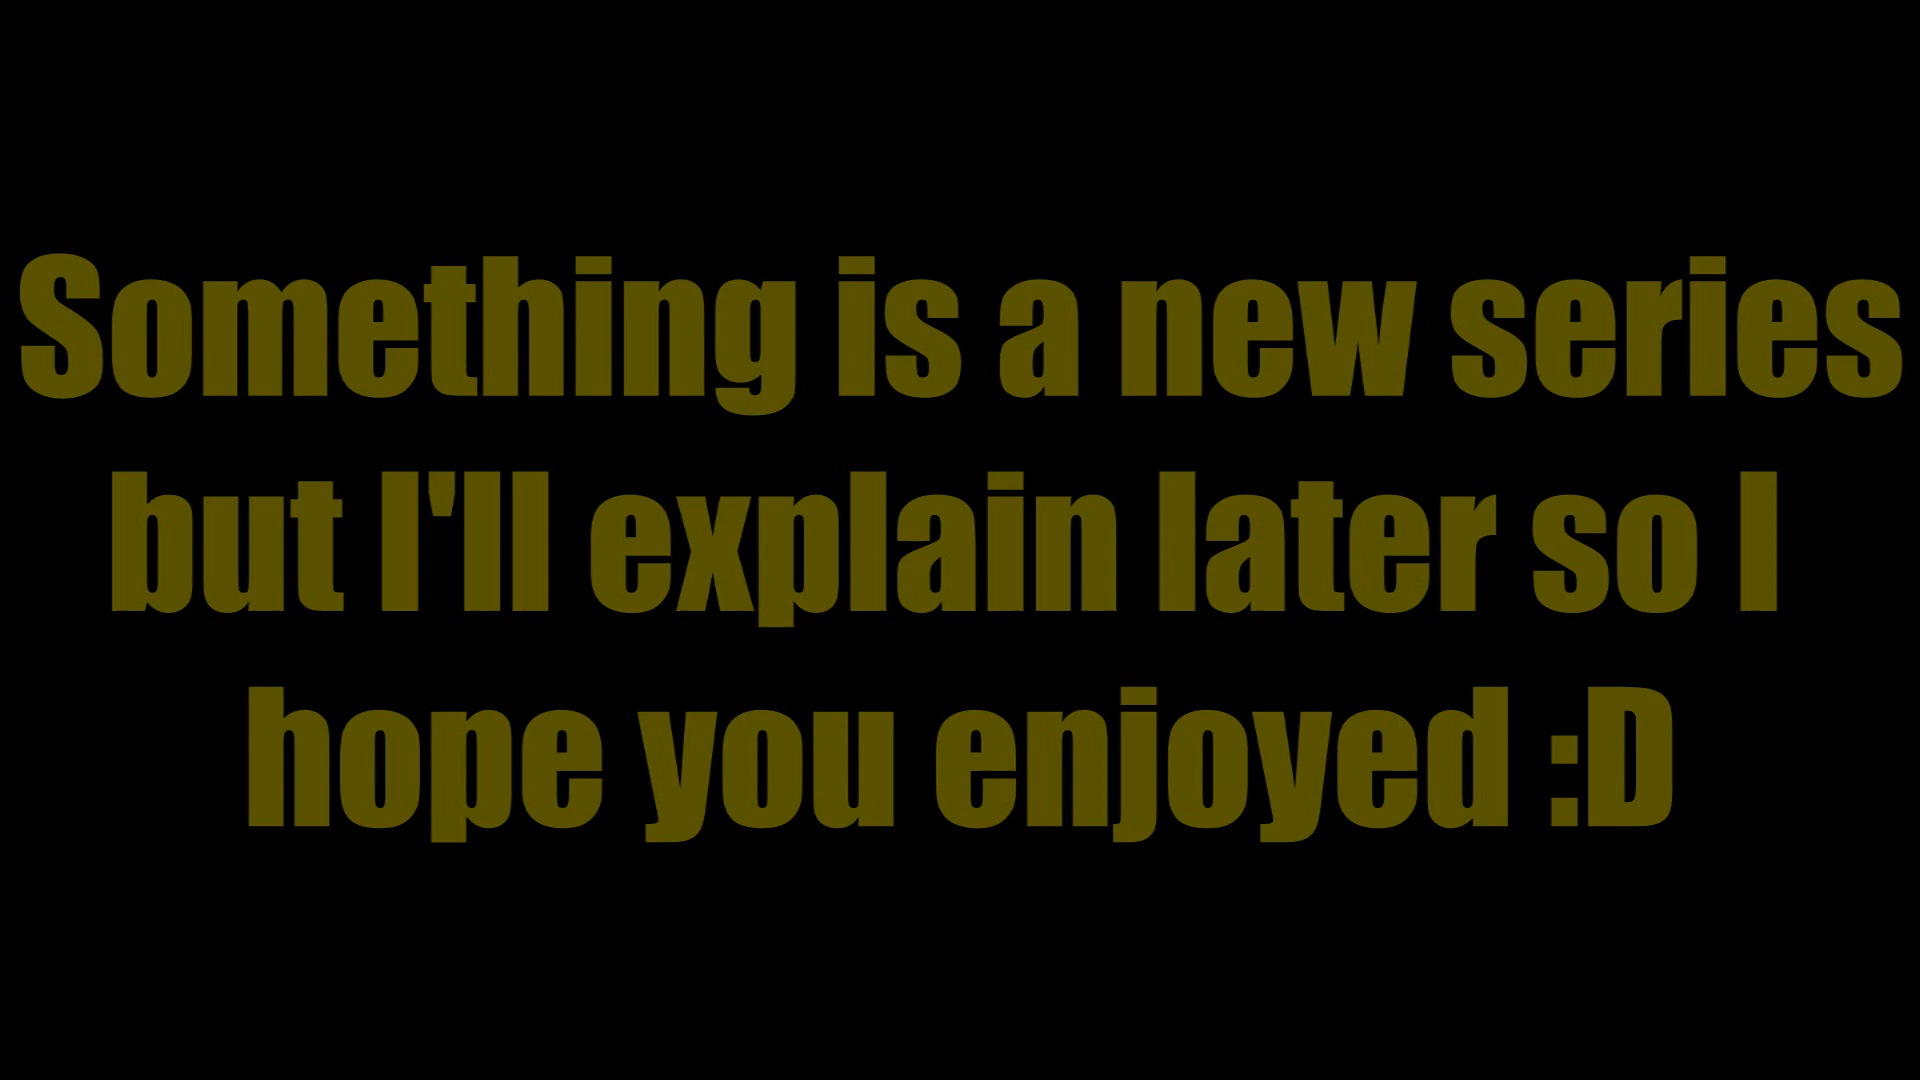 Something is a new series
but I'll explain later so I
hope you enjoyed :D